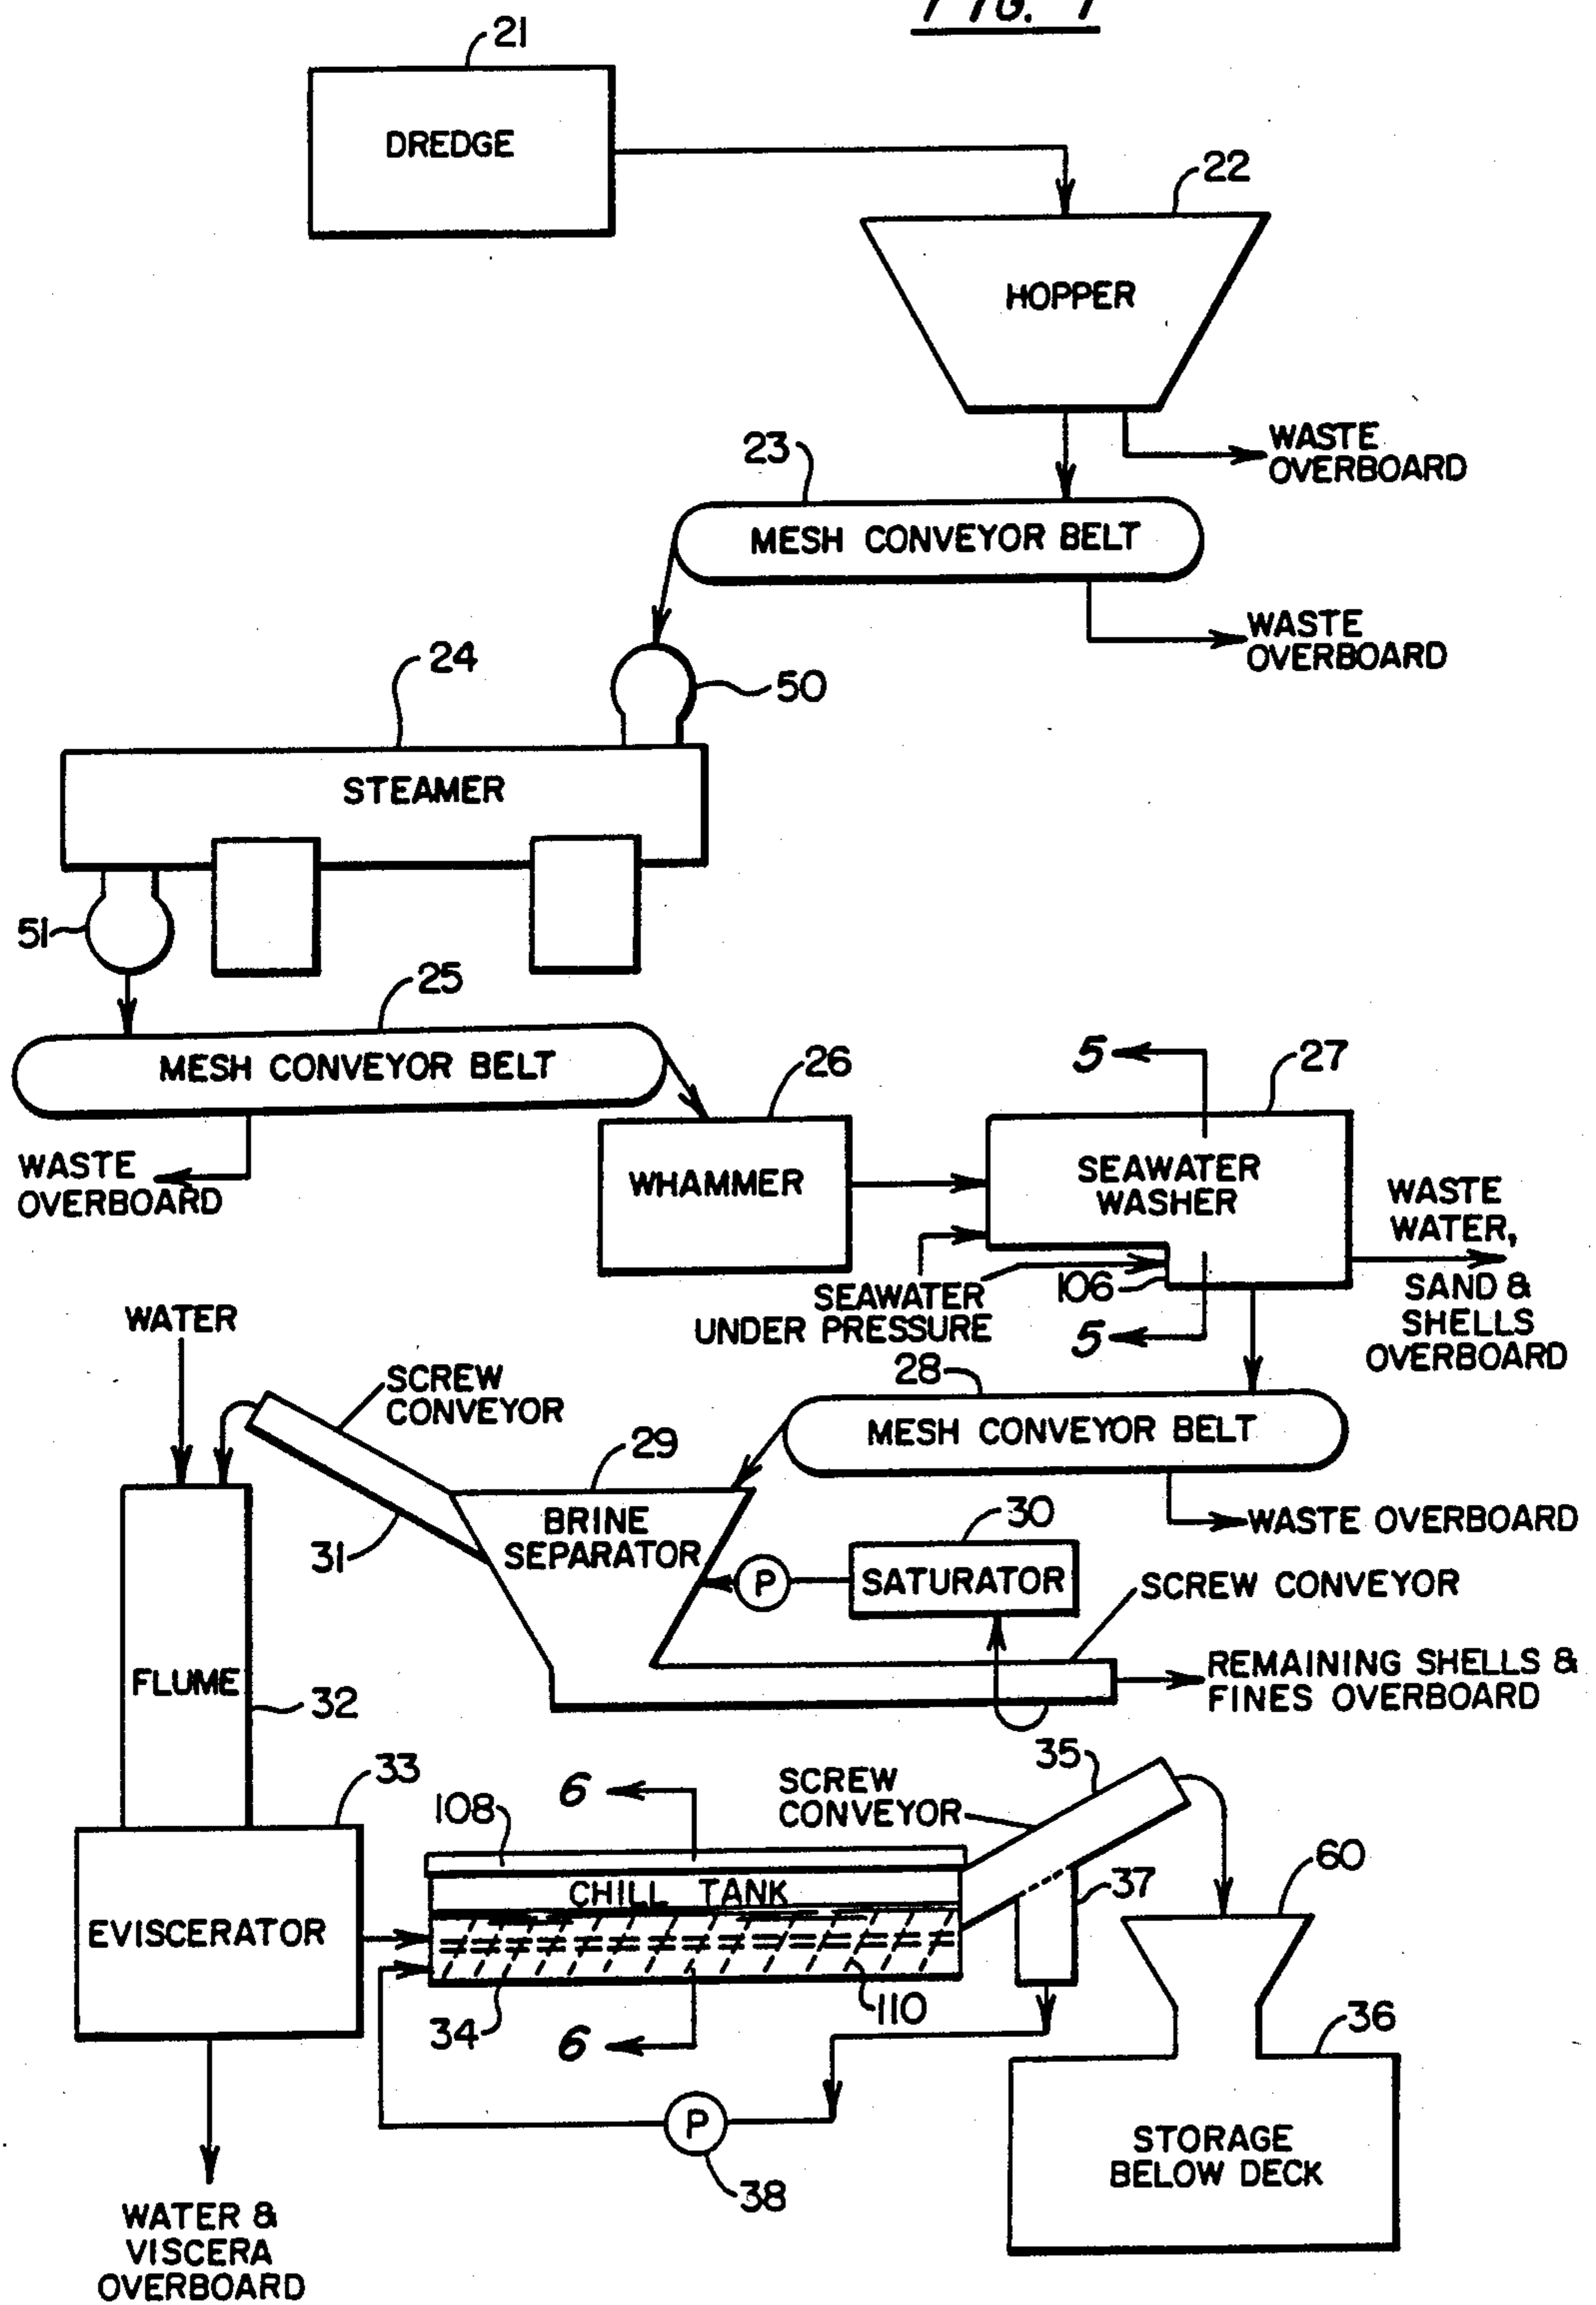 FIG. 1
21
DREDGE
22
HOPPER
WASTE
OVERBOARD
23
MESH CONVEYOR BELT
WASTE
OVERBOARD
24
50
STEAMER
51
25
MESH CONVEYOR BELT
WASTE
OVERBOARD
26
WHAMMER
5
27
SEAWATER
WASHER
WASTE
WATER,
SAND &
SHELLS
OVERBOARD
SEAWATER
UNDER PRESSURE
106
5
WATER
SCREW
CONVEYOR
28
MESH CONVEYOR BELT
WASTE OVERBOARD
29
BRINE
SEPARATOR
31
P
30
SATURATOR
SCREW CONVEYOR
REMAINING SHELLS &
FINES OVERBOARD
FLUME
32
33
EVISCERATOR
WATER &
VISCERA
OVERBOARD
108
6
CHILL TANK
34
110
6
SCREW
CONVEYOR
35
37
60
36
STORAGE
BELOW DECK
P
38